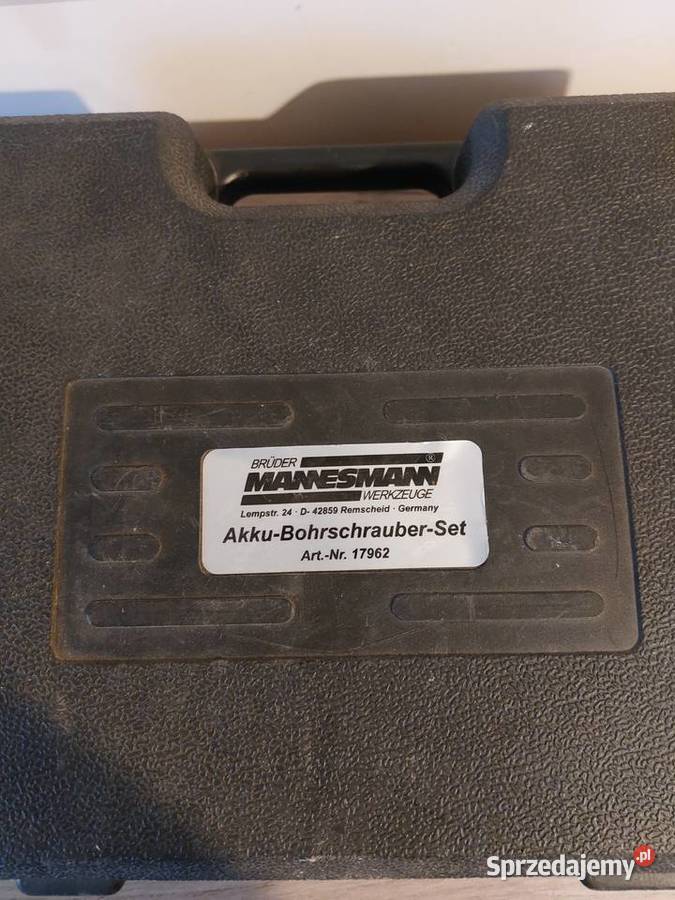 BRÜDER ®
MANNESMANN
WERKZEUGE
Lempstr. 24 · D- 42859 Remscheid · Germany
Akku-Bohrschrauber-Set
Art.-Nr. 17962
Sprzedajemy.pl